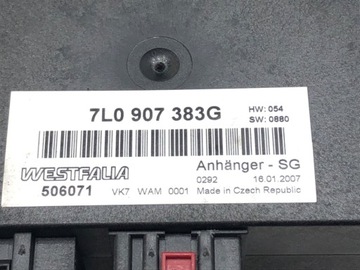 7L0 907 383G
HW: 054
SW: 0880
WESTFALIA
Anhänger - SG
506071
0292 16.01.2007
VK7 WAM 0001 Made in Czech Republic